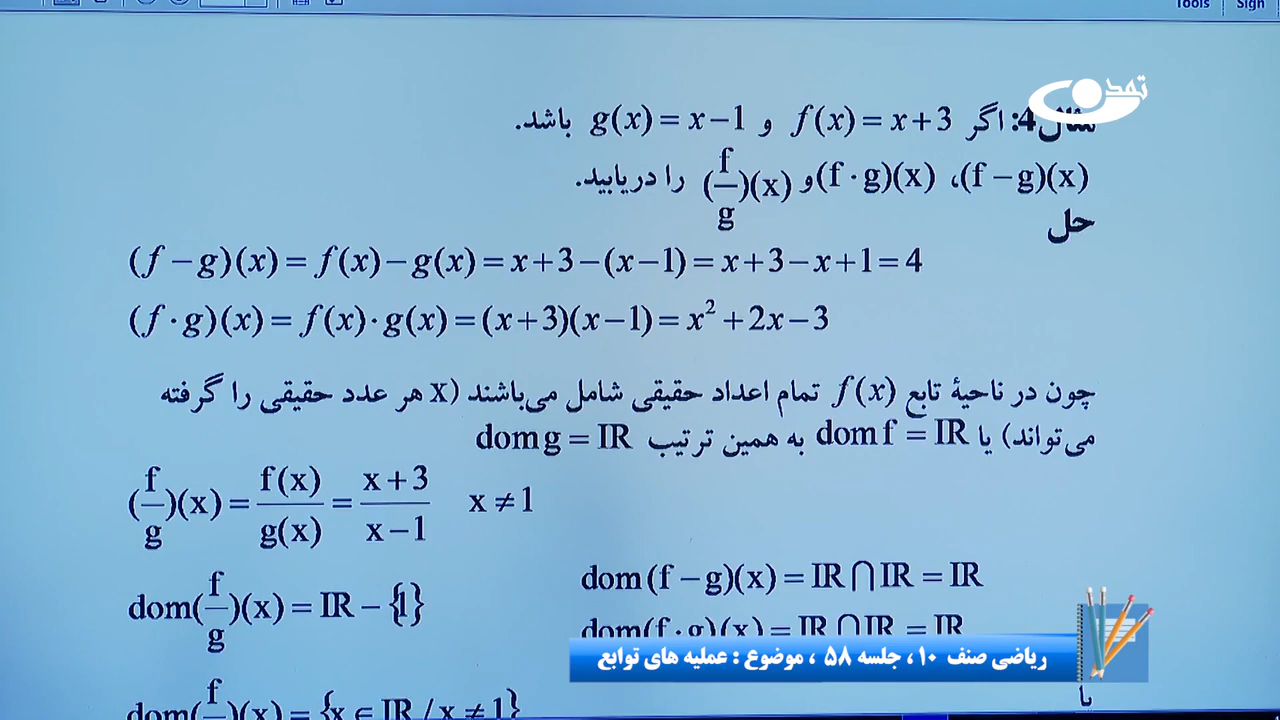 Tools Sign
تمدن
مثال4: اگر f(x) = x+3 و g(x) = x−1 باشد.
(f − g)(x)، (f · g)(x) و (f/g)(x) را دریابید.
حل
(f − g)(x) = f(x) − g(x) = x+3−(x−1) = x+3−x+1 = 4
(f · g)(x) = f(x)·g(x) = (x+3)(x−1) = x² + 2x − 3
چون در ناحیهٔ تابع f(x) تمام اعداد حقیقی شامل می‌باشند (x هر عدد حقیقی را گرفته
می‌تواند) یا dom f = IR به همین ترتیب dom g = IR
(f/g)(x) = f(x)/g(x) = x+3/x−1 x ≠ 1
dom (f − g)(x) = IR ⋂ IR = IR
dom(f/g)(x) = IR − {1}
dom(f · g)(x) = IR ⋂ IR = IR
ریاضی صنف ۱۰، جلسه ۵۸، موضوع : عملیه های توابع
یا
dom(f/g)(x) = {x ∈ IR / x ≠ 1}